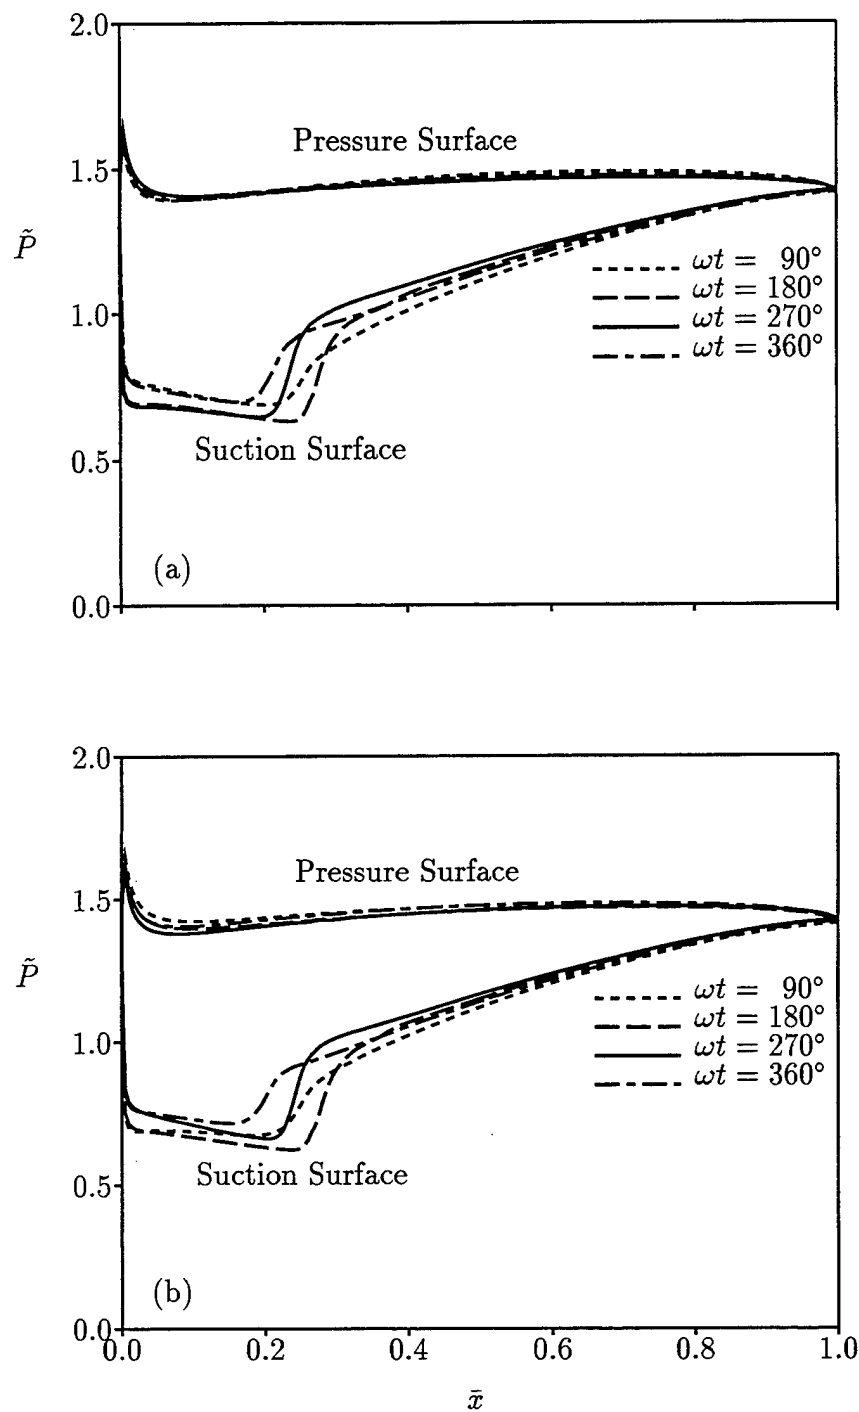 2.0
Pressure Surface
1.5
P̃
ωt = 90°
ωt = 180°
1.0
ωt = 270°
ωt = 360°
Suction Surface
0.5
(a)
0.0
2.0
Pressure Surface
1.5
P̃
ωt = 90°
ωt = 180°
1.0
ωt = 270°
ωt = 360°
Suction Surface
0.5
(b)
0.0
0.0 0.2 0.4 0.6 0.8 1.0
x̄